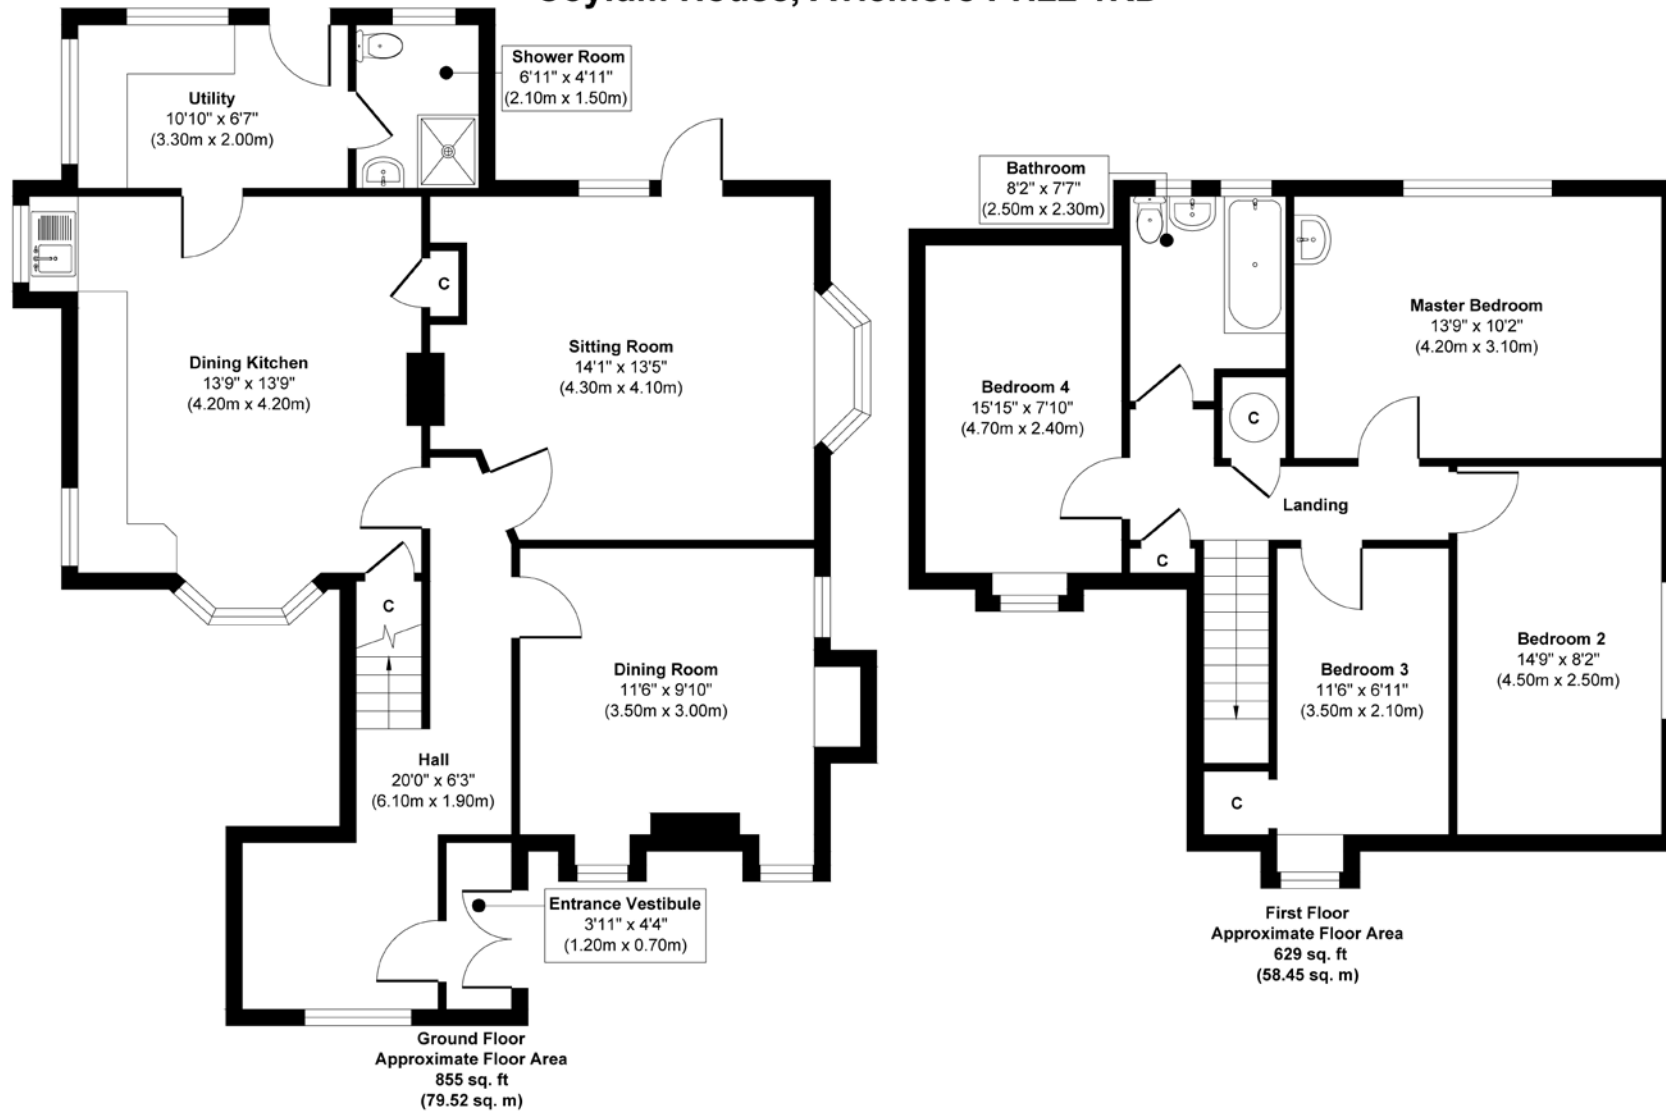 Utility
10'10" x 6'7"
(3.30m x 2.00m)
Shower Room
6'11" x 4'11"
(2.10m x 1.50m)
C
Dining Kitchen
13'9" x 13'9"
(4.20m x 4.20m)
Sitting Room
14'1" x 13'5"
(4.30m x 4.10m)
C
Dining Room
11'6" x 9'10"
(3.50m x 3.00m)
Hall
20'0" x 6'3"
(6.10m x 1.90m)
Entrance Vestibule
3'11" x 4'4"
(1.20m x 0.70m)
Ground Floor
Approximate Floor Area
855 sq. ft
(79.52 sq. m)
Bathroom
8'2" x 7'7"
(2.50m x 2.30m)
Master Bedroom
13'9" x 10'2"
(4.20m x 3.10m)
Bedroom 4
15'15" x 7'10"
(4.70m x 2.40m)
C
Landing
C
Bedroom 2
14'9" x 8'2"
(4.50m x 2.50m)
Bedroom 3
11'6" x 6'11"
(3.50m x 2.10m)
C
First Floor
Approximate Floor Area
629 sq. ft
(58.45 sq. m)